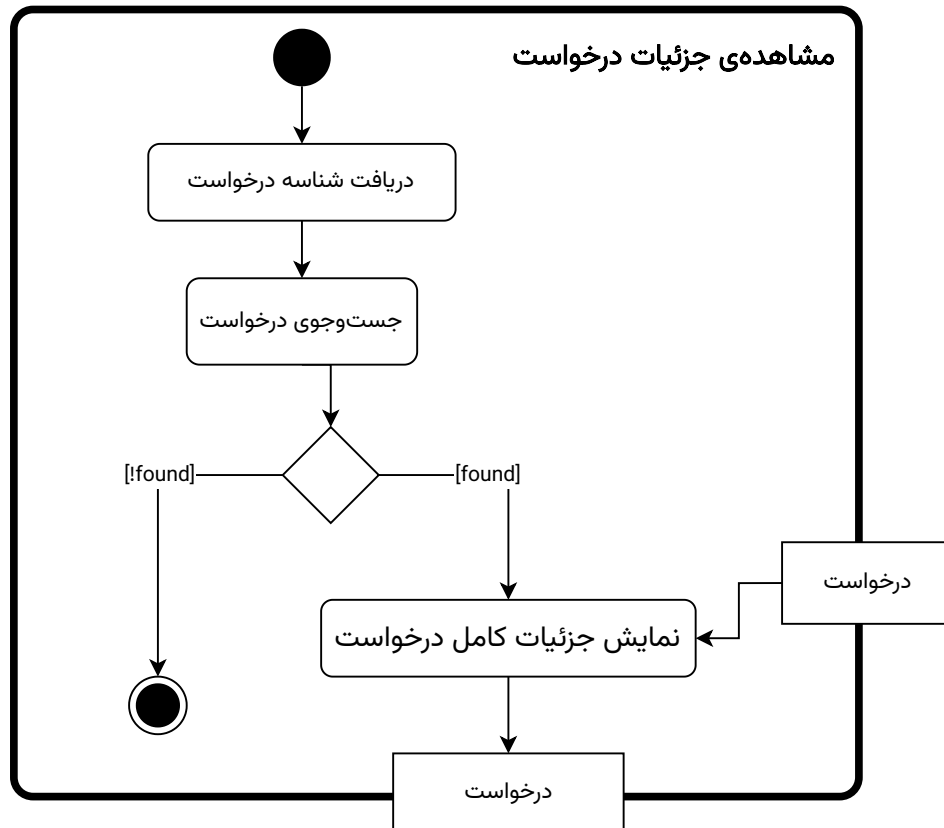 مشاهده‌ی جزئیات درخواست
دریافت شناسه درخواست
جست‌وجوی درخواست
[!found]
[found]
درخواست
نمایش جزئیات کامل درخواست
درخواست